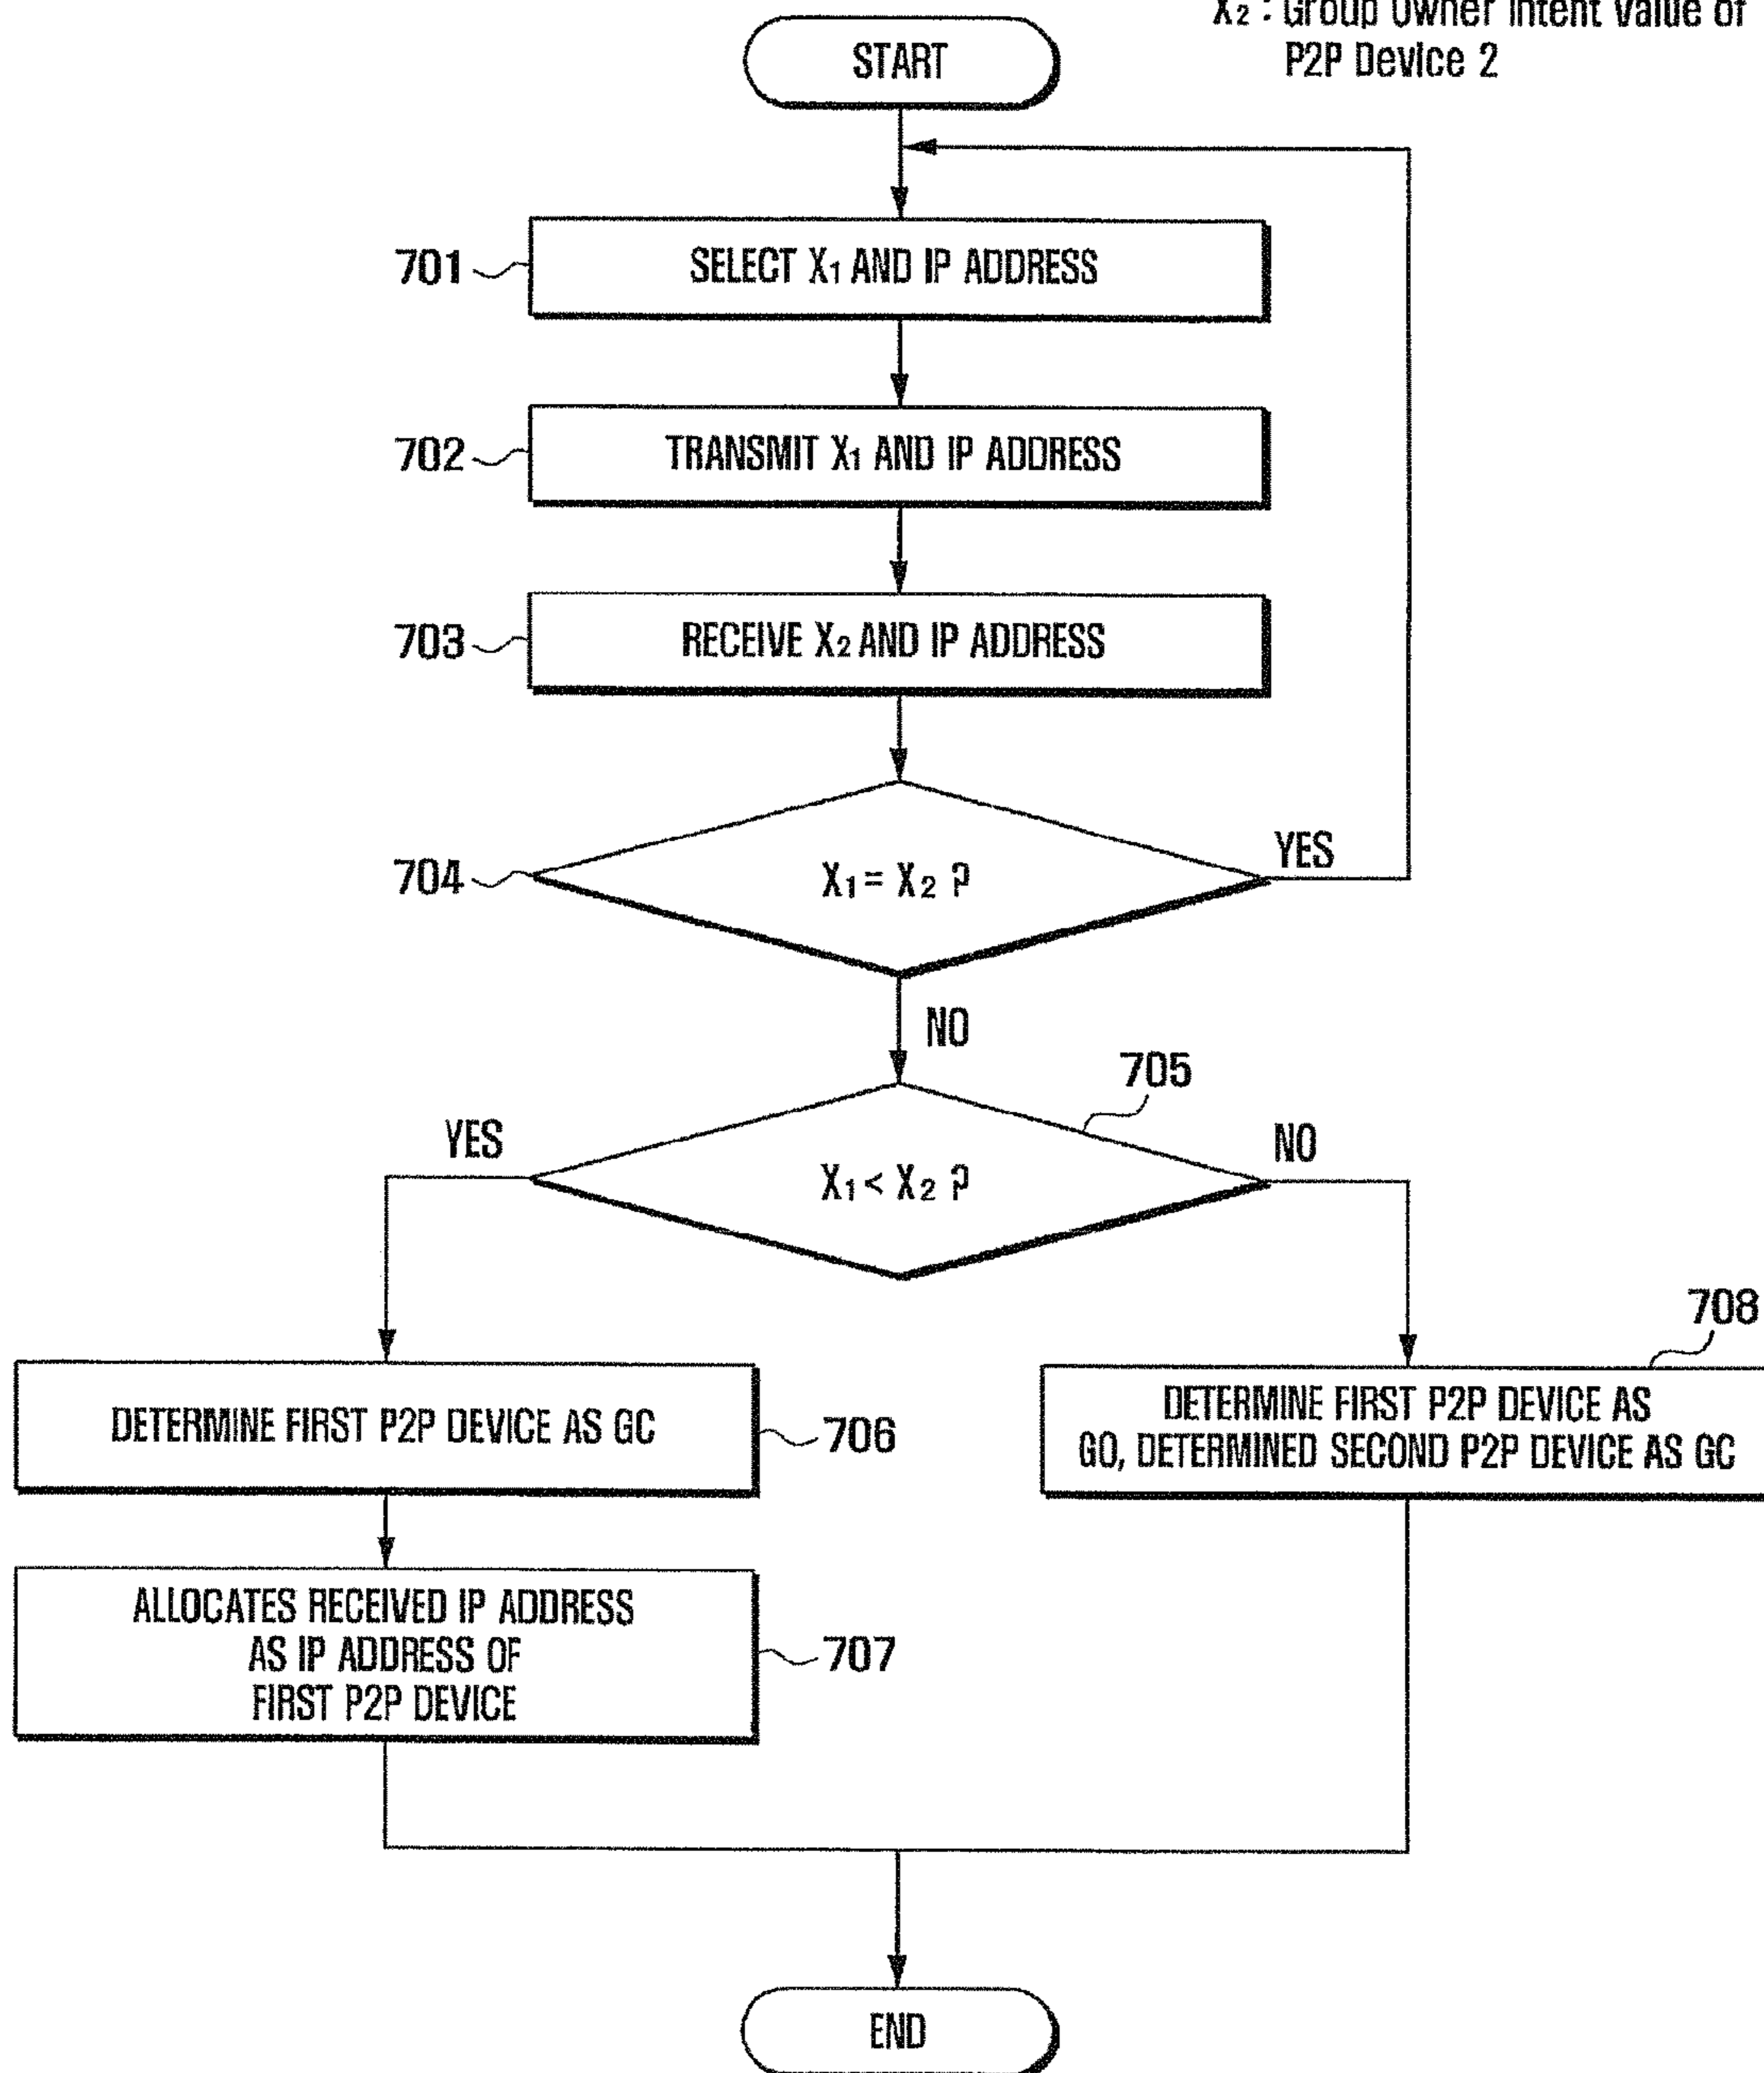 X₂ : Group Owner Intent Value of
P2P Device 2
START
701
SELECT X₁ AND IP ADDRESS
702
TRANSMIT X₁ AND IP ADDRESS
703
RECEIVE X₂ AND IP ADDRESS
704
X₁ = X₂ ?
YES
NO
705
YES
X₁ < X₂ ?
NO
708
DETERMINE FIRST P2P DEVICE AS GC
706
DETERMINE FIRST P2P DEVICE AS
GO, DETERMINED SECOND P2P DEVICE AS GC
ALLOCATES RECEIVED IP ADDRESS
AS IP ADDRESS OF
FIRST P2P DEVICE
707
END